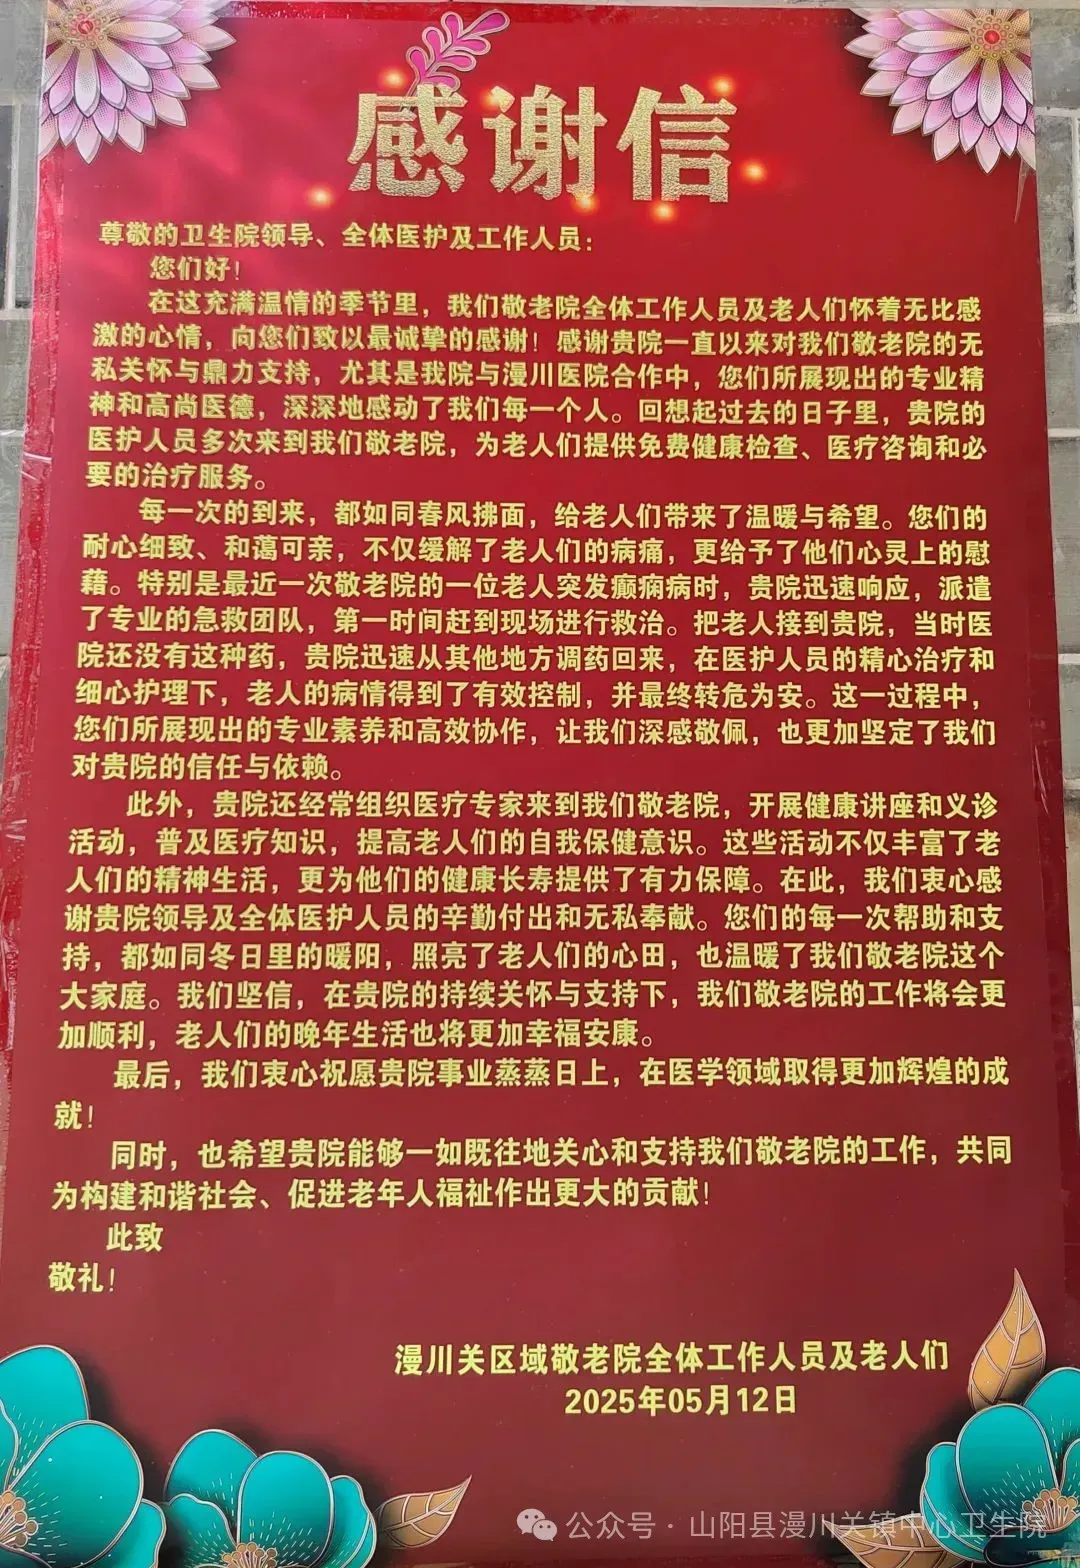 感谢信
尊敬的卫生院领导、全体医护及工作人员：
您们好！
在这充满温情的季节里，我们敬老院全体工作人员及老人们怀着无比感
激的心情，向您们致以最诚挚的感谢！感谢贵院一直以来对我们敬老院的无
私关怀与鼎力支持，尤其是我院与漫川医院合作中，您们所展现出的专业精
神和高尚医德，深深地感动了我们每一个人。回想起过去的日子里，贵院的
医护人员多次来到我们敬老院，为老人们提供免费健康检查、医疗咨询和必
要的治疗服务。
每一次的到来，都如同春风拂面，给老人们带来了温暖与希望。您们的
耐心细致、和蔼可亲，不仅缓解了老人们的病痛，更给予了他们心灵上的慰
藉。特别是最近一次敬老院的一位老人突发癫痫病时，贵院迅速响应，派遣
了专业的急救团队，第一时间赶到现场进行救治。把老人接到贵院，当时医
院还没有这种药，贵院迅速从其他地方调药回来，在医护人员的精心治疗和
细心护理下，老人的病情得到了有效控制，并最终转危为安。这一过程中，
您们所展现出的专业素养和高效协作，让我们深感敬佩，也更加坚定了我们
对贵院的信任与依赖。
此外，贵院还经常组织医疗专家来到我们敬老院，开展健康讲座和义诊
活动，普及医疗知识，提高老人们的自我保健意识。这些活动不仅丰富了老
人们的精神生活，更为他们的健康长寿提供了有力保障。在此，我们衷心感
谢贵院领导及全体医护人员的辛勤付出和无私奉献。您们的每一次帮助和支
持，都如同冬日里的暖阳，照亮了老人们的心田，也温暖了我们敬老院这个
大家庭。我们坚信，在贵院的持续关怀与支持下，我们敬老院的工作将会更
加顺利，老人们的晚年生活也将更加幸福安康。
最后，我们衷心祝愿贵院事业蒸蒸日上，在医学领域取得更加辉煌的成
就！
同时，也希望贵院能够一如既往地关心和支持我们敬老院的工作，共同
为构建和谐社会、促进老年人福祉作出更大的贡献！
此致
敬礼！
漫川关区域敬老院全体工作人员及老人们
2025年05月12日
公众号·山阳县漫川关镇中心卫生院